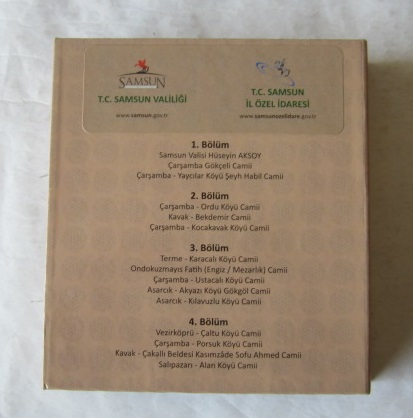 SAMSUN
T.C. SAMSUN VALİLİĞİ
www.samsun.gov.tr
T.C. SAMSUN
İL ÖZEL İDARESİ
www.samsunozelidare.gov.tr
1. Bölüm
Samsun Valisi Hüseyin AKSOY
Çarşamba Gökçeli Camii
Çarşamba - Yaycılar Köyü Şeyh Habil Camii
2. Bölüm
Çarşamba - Ordu Köyü Camii
Kavak - Bekdemir Camii
Çarşamba - Kocakavak Köyü Camii
3. Bölüm
Terme - Karacalı Köyü Camii
Ondokuzmayıs Fatih (Engiz / Mezarlık) Camii
Çarşamba - Ustacalı Köyü Camii
Asarcık - Akyazı Köyü Gökgöl Camii
Asarcık - Kılavuzlu Köyü Camii
4. Bölüm
Vezirköprü - Çaltu Köyü Camii
Çarşamba - Porsuk Köyü Camii
Kavak - Çakallı Beldesi Kasımzâde Sofu Ahmed Camii
Salıpazarı - Alan Köyü Camii